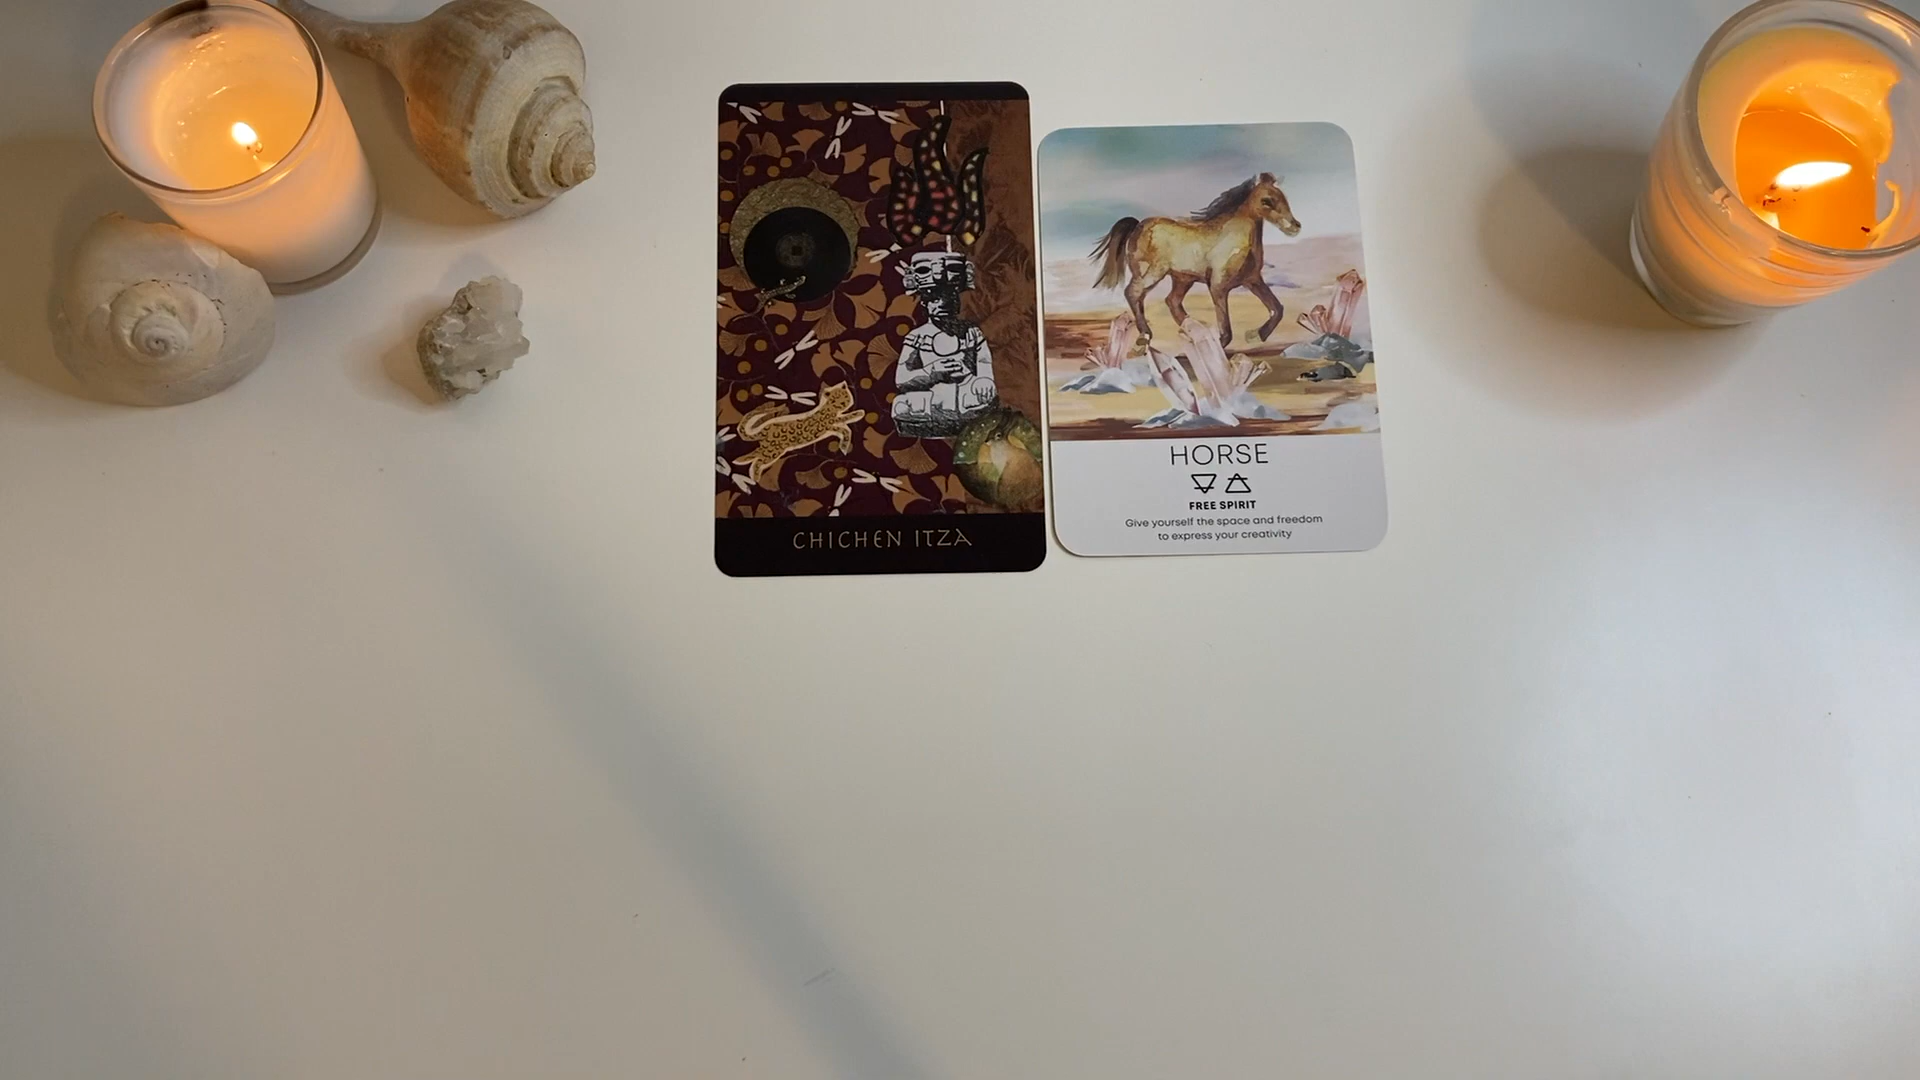 CHICHEN ITZA
HORSE
FREE SPIRIT
Give yourself the space and freedom
to express your creativity